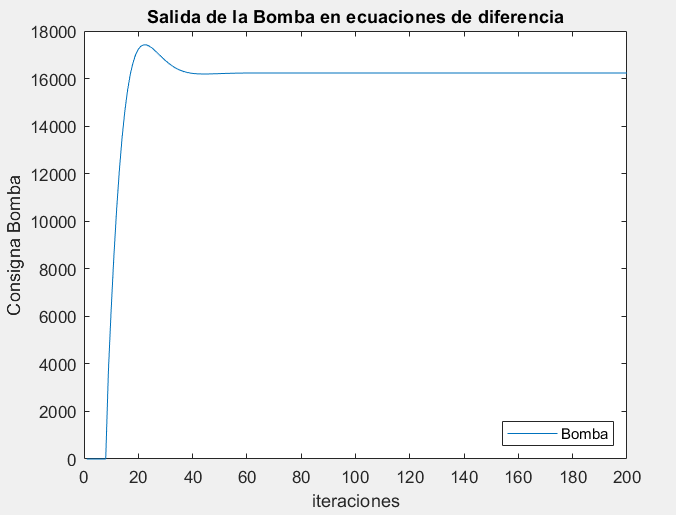 Salida de la Bomba en ecuaciones de diferencia
18000
16000
14000
12000
10000
8000
6000
4000
2000
0
Consigna Bomba
Bomba
0 20 40 60 80 100 120 140 160 180 200
iteraciones